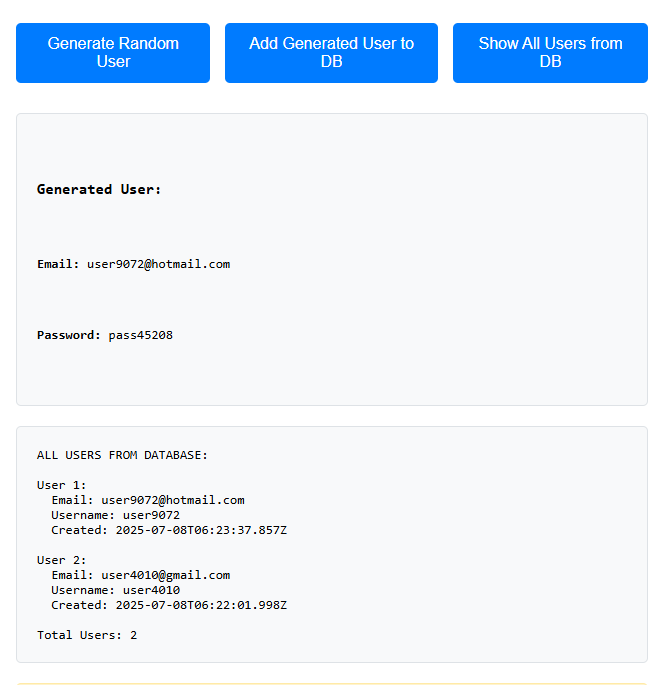 Generate Random
User
Add Generated User to
DB
Show All Users from
DB
Generated User:
Email: user9072@hotmail.com
Password: pass45208
ALL USERS FROM DATABASE:
User 1:
  Email: user9072@hotmail.com
  Username: user9072
  Created: 2025-07-08T06:23:37.857Z
User 2:
  Email: user4010@gmail.com
  Username: user4010
  Created: 2025-07-08T06:22:01.998Z
Total Users: 2